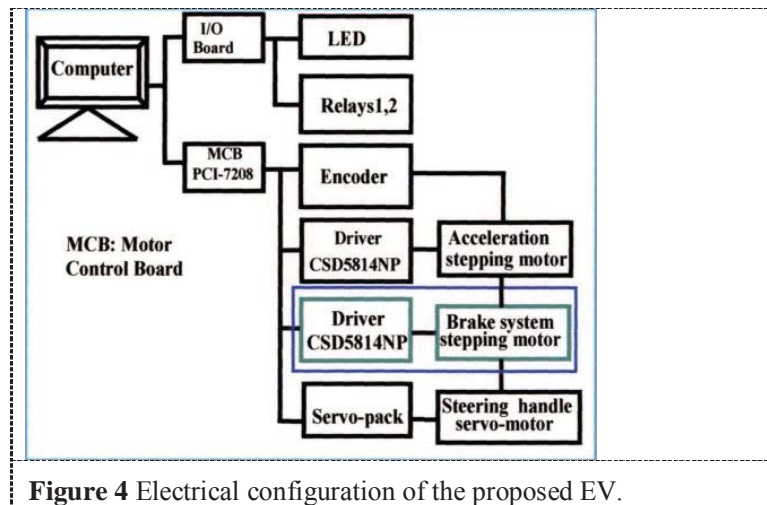 I/O
Board
LED
Computer
Relays1,2
MCB
PCI-7208
Encoder
MCB: Motor
Control Board
Driver
CSD5814NP
Acceleration
stepping motor
Driver
CSD5814NP
Brake system
stepping motor
Servo-pack
Steering handle
servo-motor
Figure 4 Electrical configuration of the proposed EV.